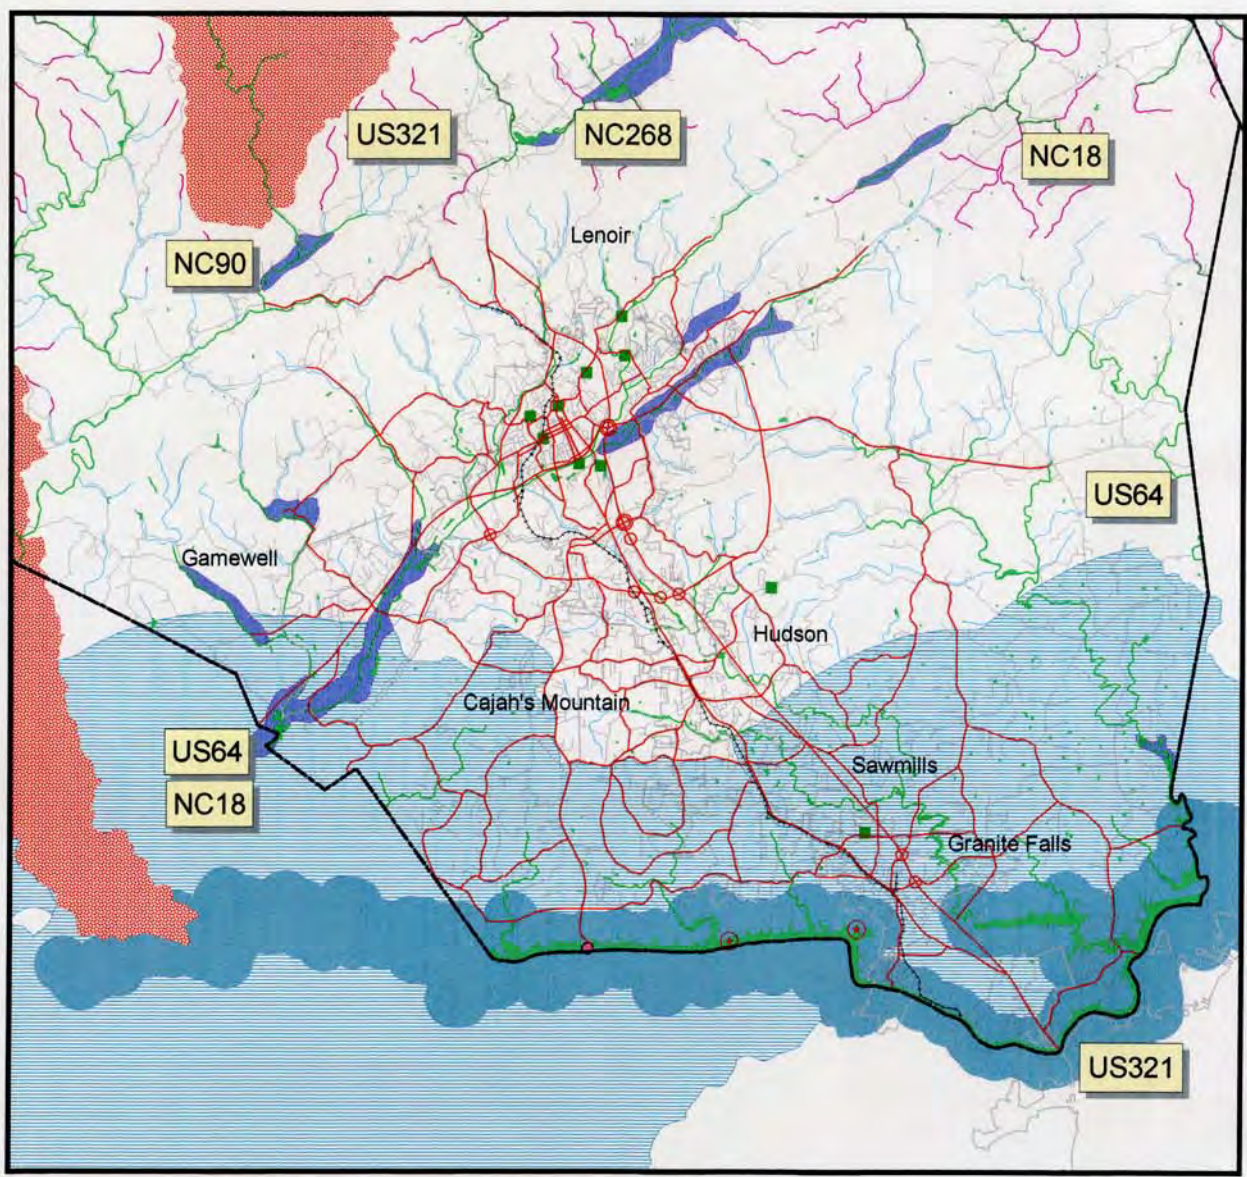 US321
NC268
NC18
Lenoir
NC90
US64
Gamewell
Hudson
Cajah's Mountain
US64
Sawmills
NC18
Granite Falls
US321